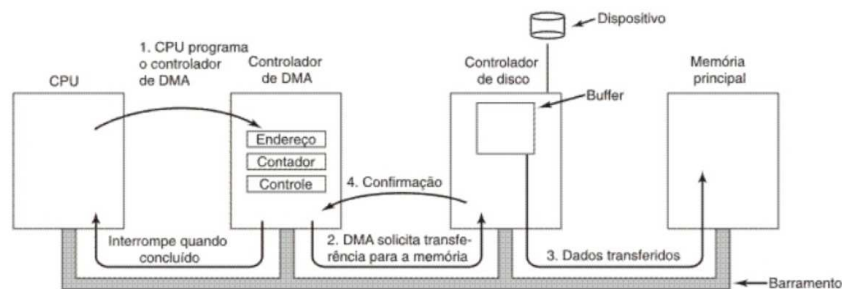 Dispositivo
1. CPU programa
o controlador
de DMA
CPU
Controlador
de DMA
Controlador
de disco
Memória
principal
Buffer
Endereço
Contador
Controle
4. Confirmação
Interrompe quando
concluído
2. DMA solicita transfe-
rência para a memória
3. Dados transferidos
Barramento